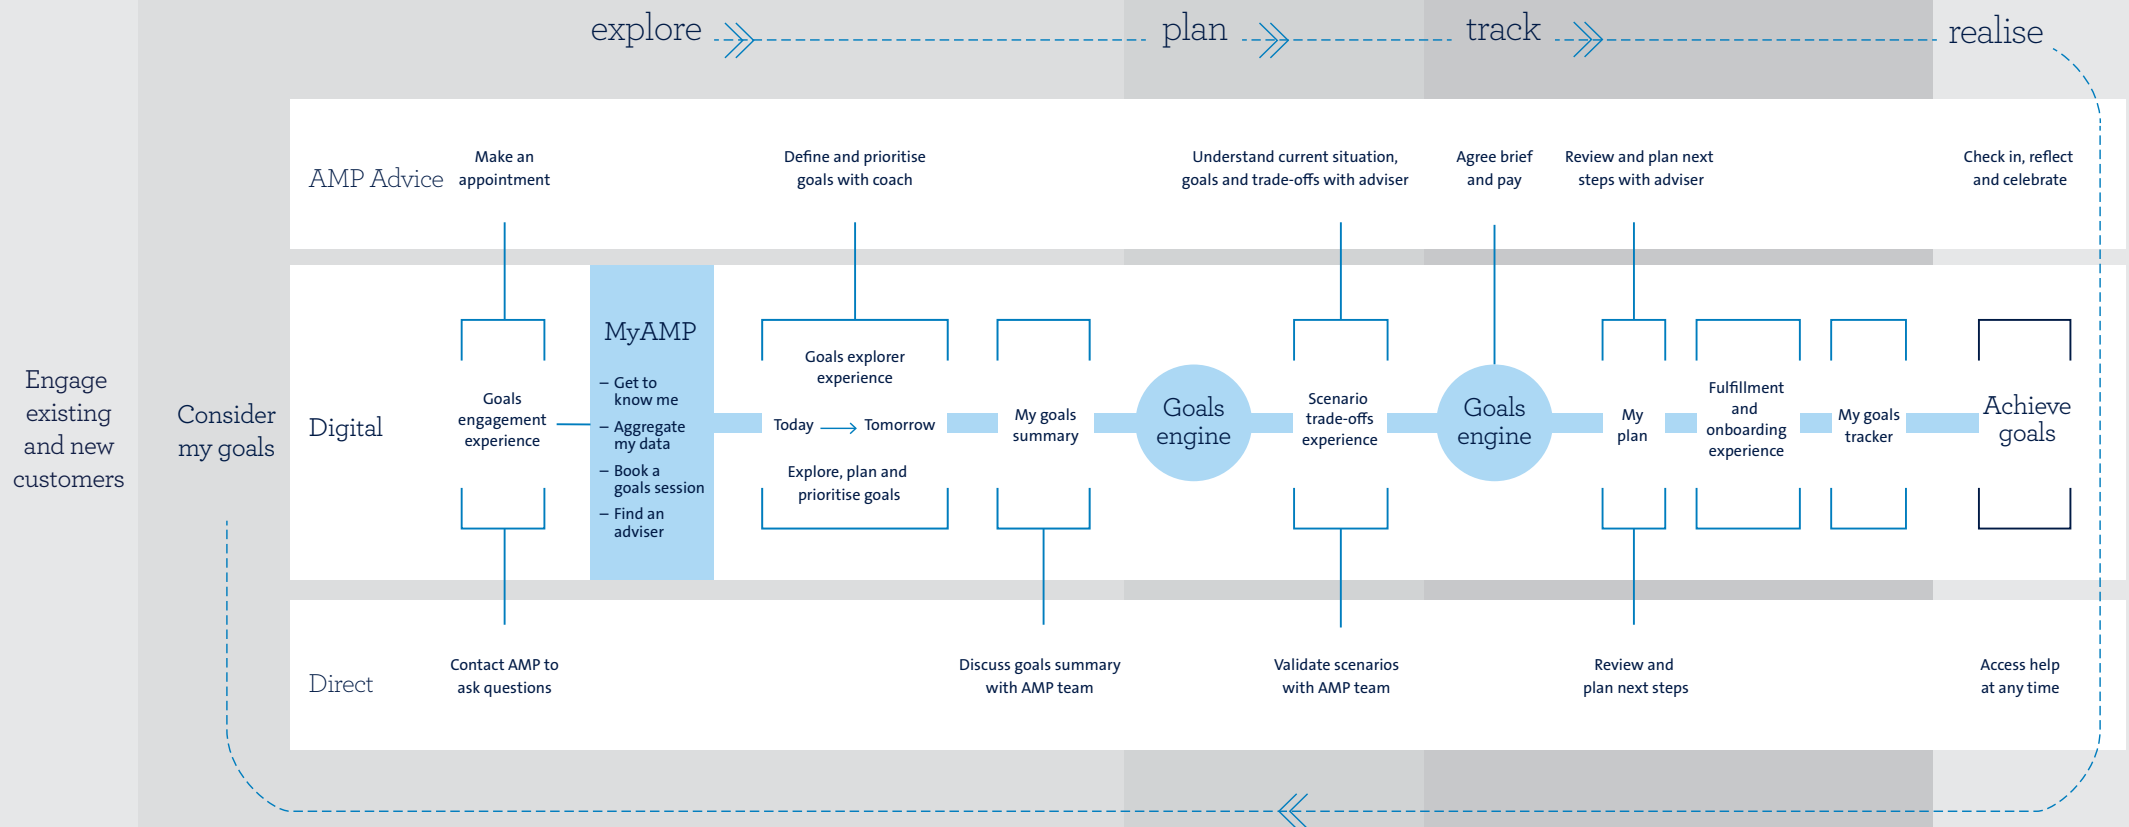 explore
plan
track
realise
Engage
existing
and new
customers
Consider
my goals
AMP Advice
Make an
appointment
Define and prioritise
goals with coach
Understand current situation,
goals and trade-offs with adviser
Agree brief
and pay
Review and plan next
steps with adviser
Check in, reflect
and celebrate
Digital
Goals
engagement
experience
MyAMP
– Get to
know me
– Aggregate
my data
– Book a
goals session
– Find an
adviser
Goals explorer
experience
Today
Tomorrow
Explore, plan and
prioritise goals
My goals
summary
Goals
engine
Scenario
trade-offs
experience
Goals
engine
My
plan
Fulfillment
and
onboarding
experience
My goals
tracker
Achieve
goals
Direct
Contact AMP to
ask questions
Discuss goals summary
with AMP team
Validate scenarios
with AMP team
Review and
plan next steps
Access help
at any time